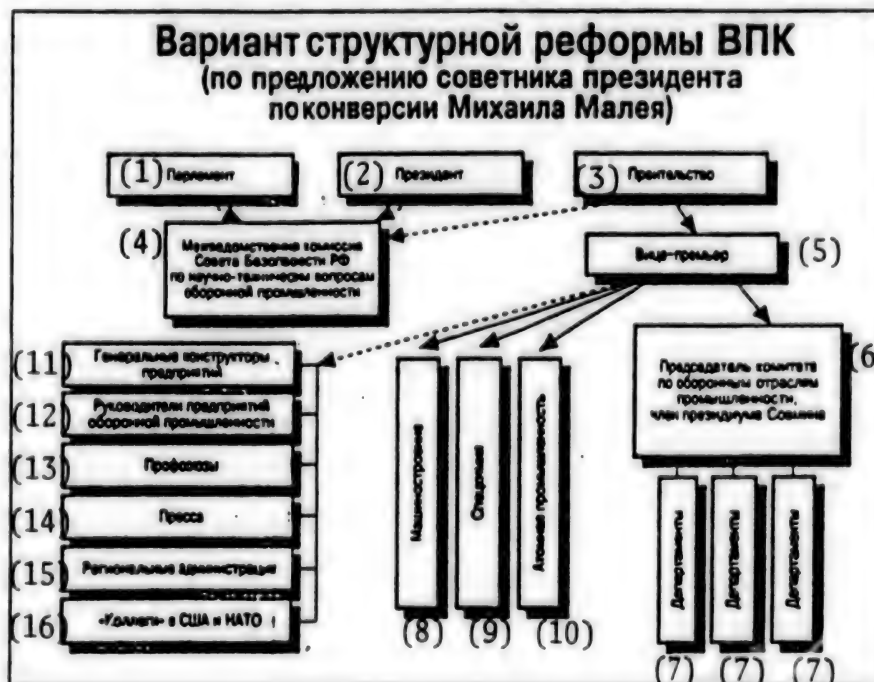 Вариант структурной реформы ВПК
(по предложению советника президента
по конверсии Михаила Малея)
(1) Парламент
(2) Президент
(3) Правительство
(4)
Межведомственная комиссия
Совета Безопасности РФ
по научно-техническим вопросам
оборонной промышленности
Вице-премьер
(5)
(11)
Генеральные конструкторы
предприятий
(12)
Руководители предприятий
оборонной промышленности
(13)
Профсоюзы
(14)
Пресса
(15)
Региональные администрации
(16)
«Коллеги» в США и НАТО
Машиностроение
(8)
(9)
Атомная промышленность
(10)
Председатель комитета
по оборонным отраслям
промышленности,
член президиума Совмина
(6)
Департаменты
Департаменты
Департаменты
(7) (7) (7)